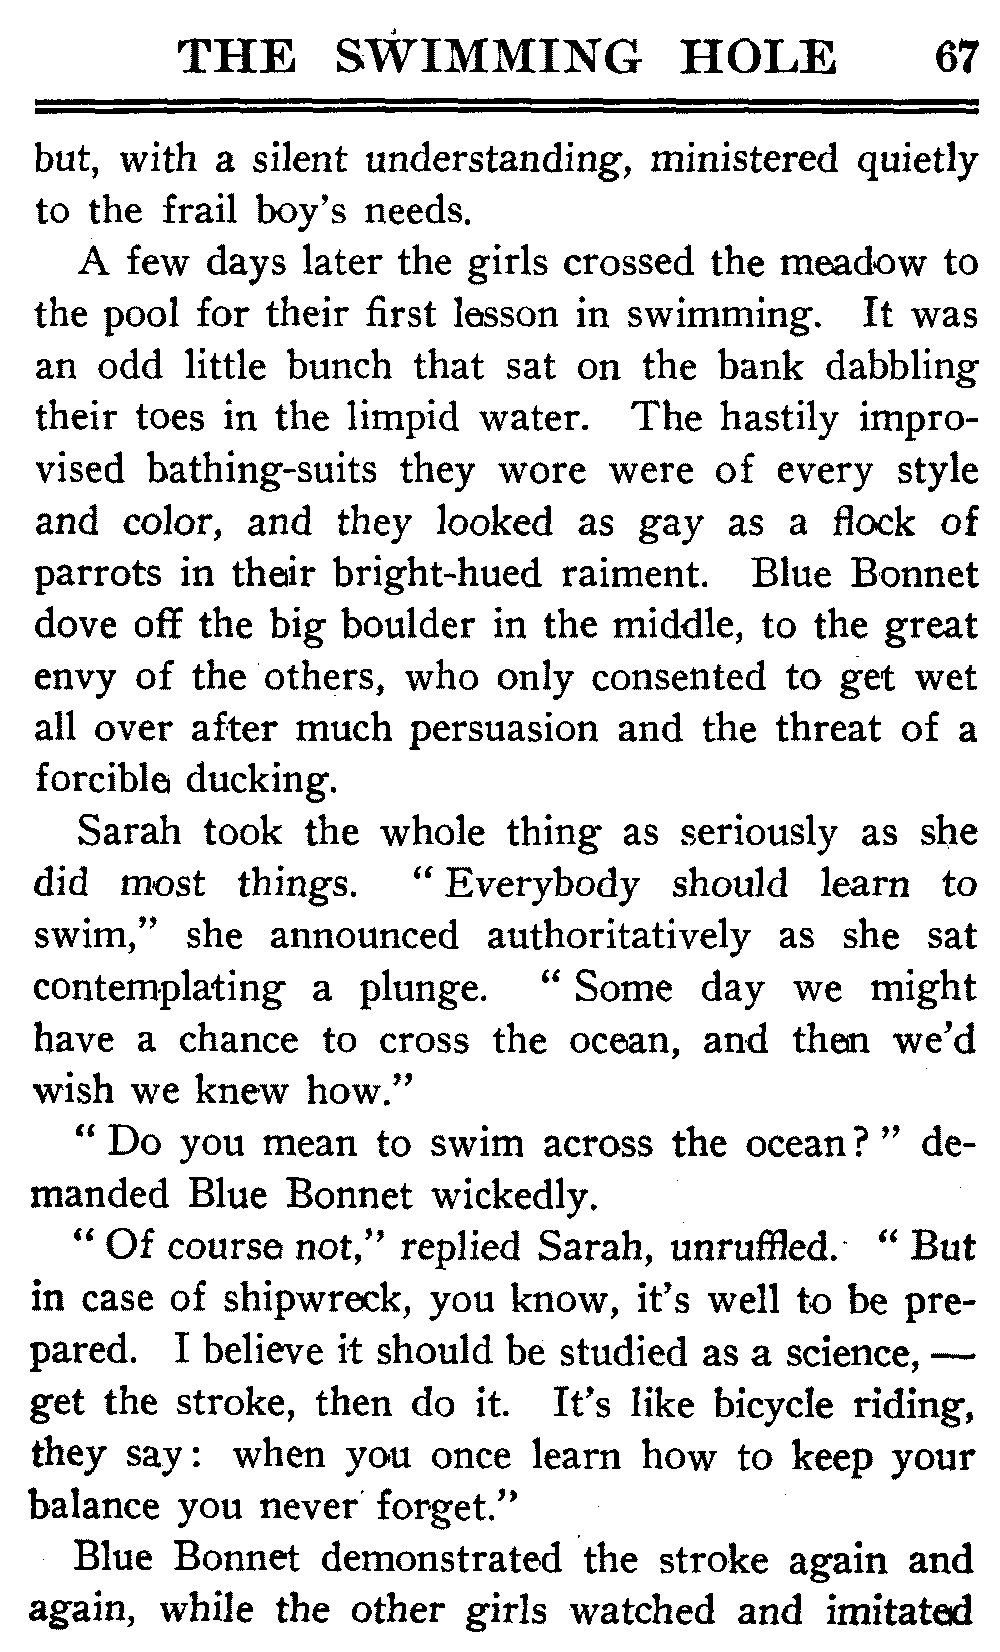 THE SWIMMING HOLE 67
but, with a silent understanding, ministered quietly
to the frail boy's needs.
A few days later the girls crossed the meadow to
the pool for their first lesson in swimming. It was
an odd little bunch that sat on the bank dabbling
their toes in the limpid water. The hastily impro-
vised bathing-suits they wore were of every style
and color, and they looked as gay as a flock of
parrots in their bright-hued raiment. Blue Bonnet
dove off the big boulder in the middle, to the great
envy of the others, who only consented to get wet
all over after much persuasion and the threat of a
forcible ducking.
Sarah took the whole thing as seriously as she
did most things. " Everybody should learn to
swim," she announced authoritatively as she sat
contemplating a plunge. " Some day we might
have a chance to cross the ocean, and then we'd
wish we knew how."
" Do you mean to swim across the ocean? " de-
manded Blue Bonnet wickedly.
" Of course not," replied Sarah, unruffled. " But
in case of shipwreck, you know, it's well to be pre-
pared. I believe it should be studied as a science, —
get the stroke, then do it. It's like bicycle riding,
they say: when you once learn how to keep your
balance you never forget."
Blue Bonnet demonstrated the stroke again and
again, while the other girls watched and imitated